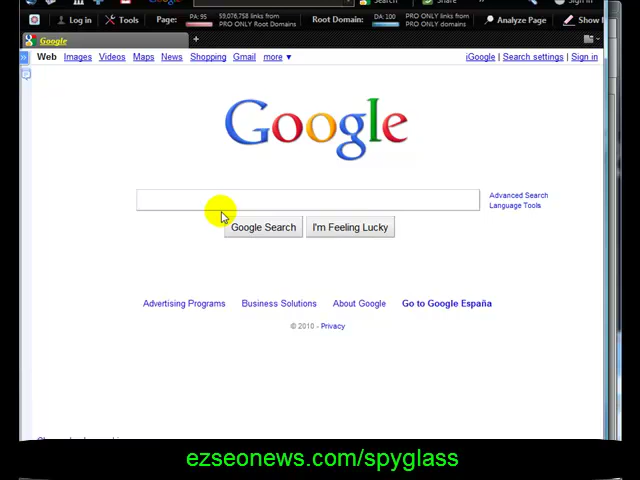 Log in Tools Page: PA: 95 59,076,758 links from PRO ONLY Root Domains Root Domain: DA: 100 PRO ONLY links from PRO ONLY domains Analyze Page Show
Google
Web Images Videos Maps News Shopping Gmail more ▼ iGoogle | Search settings | Sign in
Google
Advanced Search
Language Tools
Google Search I'm Feeling Lucky
Advertising Programs Business Solutions About Google Go to Google España
© 2010 - Privacy
ezseonews.com/spyglass